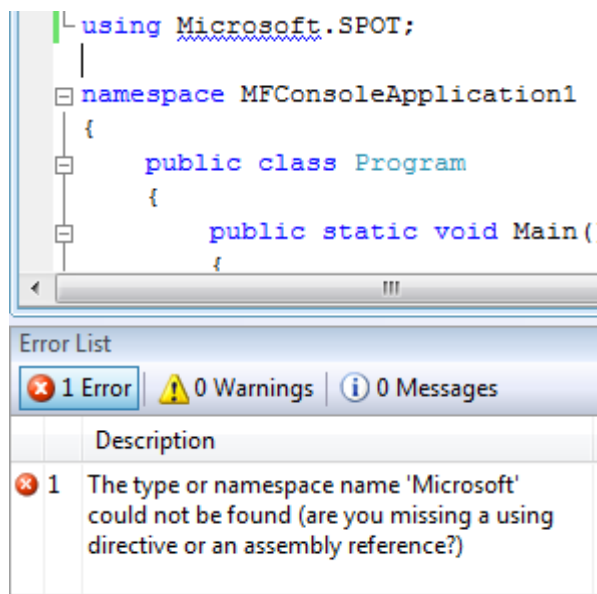 using Microsoft.SPOT;
namespace MFConsoleApplication1
{
public class Program
{
public static void Main(
{
Error List
1 Error 0 Warnings 0 Messages
Description
1 The type or namespace name 'Microsoft'
could not be found (are you missing a using
directive or an assembly reference?)